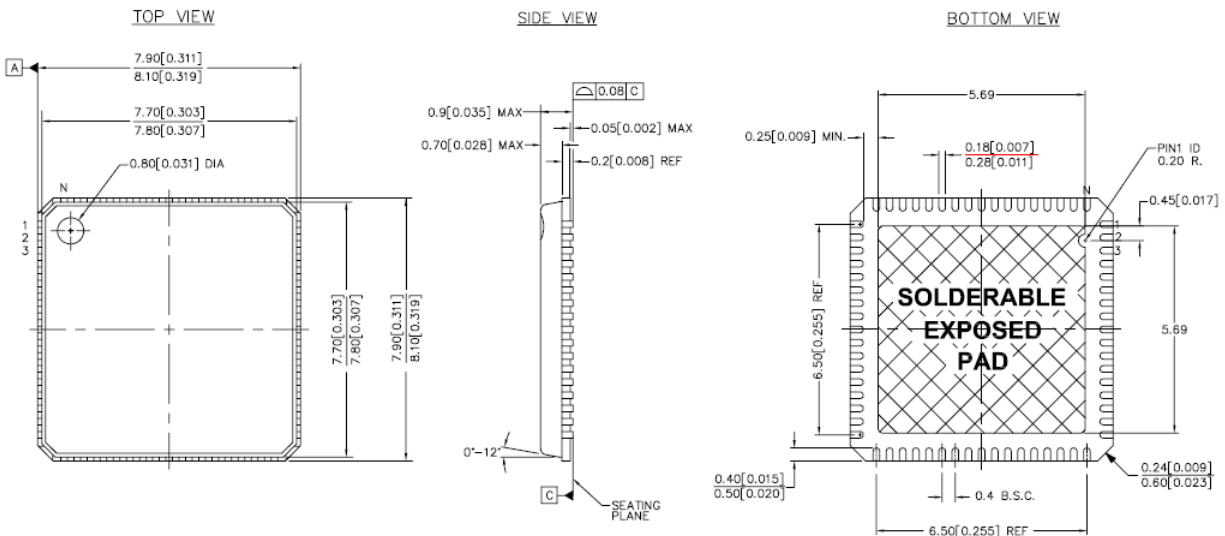 TOP VIEW
A
7.90[0.311]
8.10[0.319]
7.70[0.303]
7.80[0.307]
0.80[0.031] DIA
N
1
2
3
7.70[0.303]
7.80[0.307]
7.90[0.311]
8.10[0.319]
SIDE VIEW
0.08 C
0.9[0.035] MAX
0.05[0.002] MAX
0.70[0.028] MAX
0.2[0.008] REF
0°-12°
C
SEATING
PLANE
BOTTOM VIEW
5.69
0.25[0.009] MIN.
0.18[0.007]
0.28[0.011]
PIN1 ID
0.20 R.
N
0.45[0.017]
1
2
3
6.50[0.255] REF
SOLDERABLE
EXPOSED
PAD
5.69
0.40[0.015]
0.50[0.020]
0.4 B.S.C.
0.24[0.009]
0.60[0.023]
6.50[0.255] REF